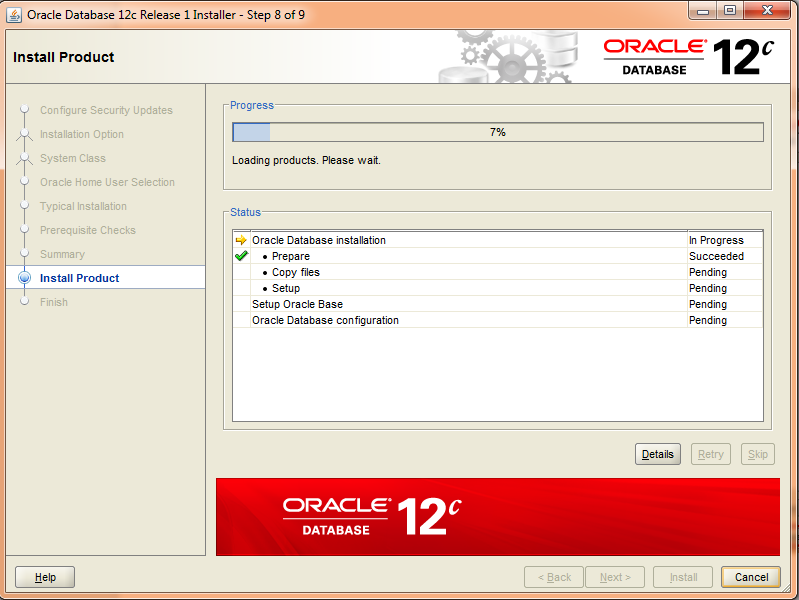 Oracle Database 12c Release 1 Installer - Step 8 of 9
Install Product
ORACLE® 12c
DATABASE
Configure Security Updates
Installation Option
System Class
Oracle Home User Selection
Typical Installation
Prerequisite Checks
Summary
Install Product
Finish
Progress
7%
Loading products. Please wait.
Status
Oracle Database installation In Progress
• Prepare Succeeded
• Copy files Pending
• Setup Pending
Setup Oracle Base Pending
Oracle Database configuration Pending
Details Retry Skip
ORACLE® 12c
DATABASE
Help < Back Next > Install Cancel